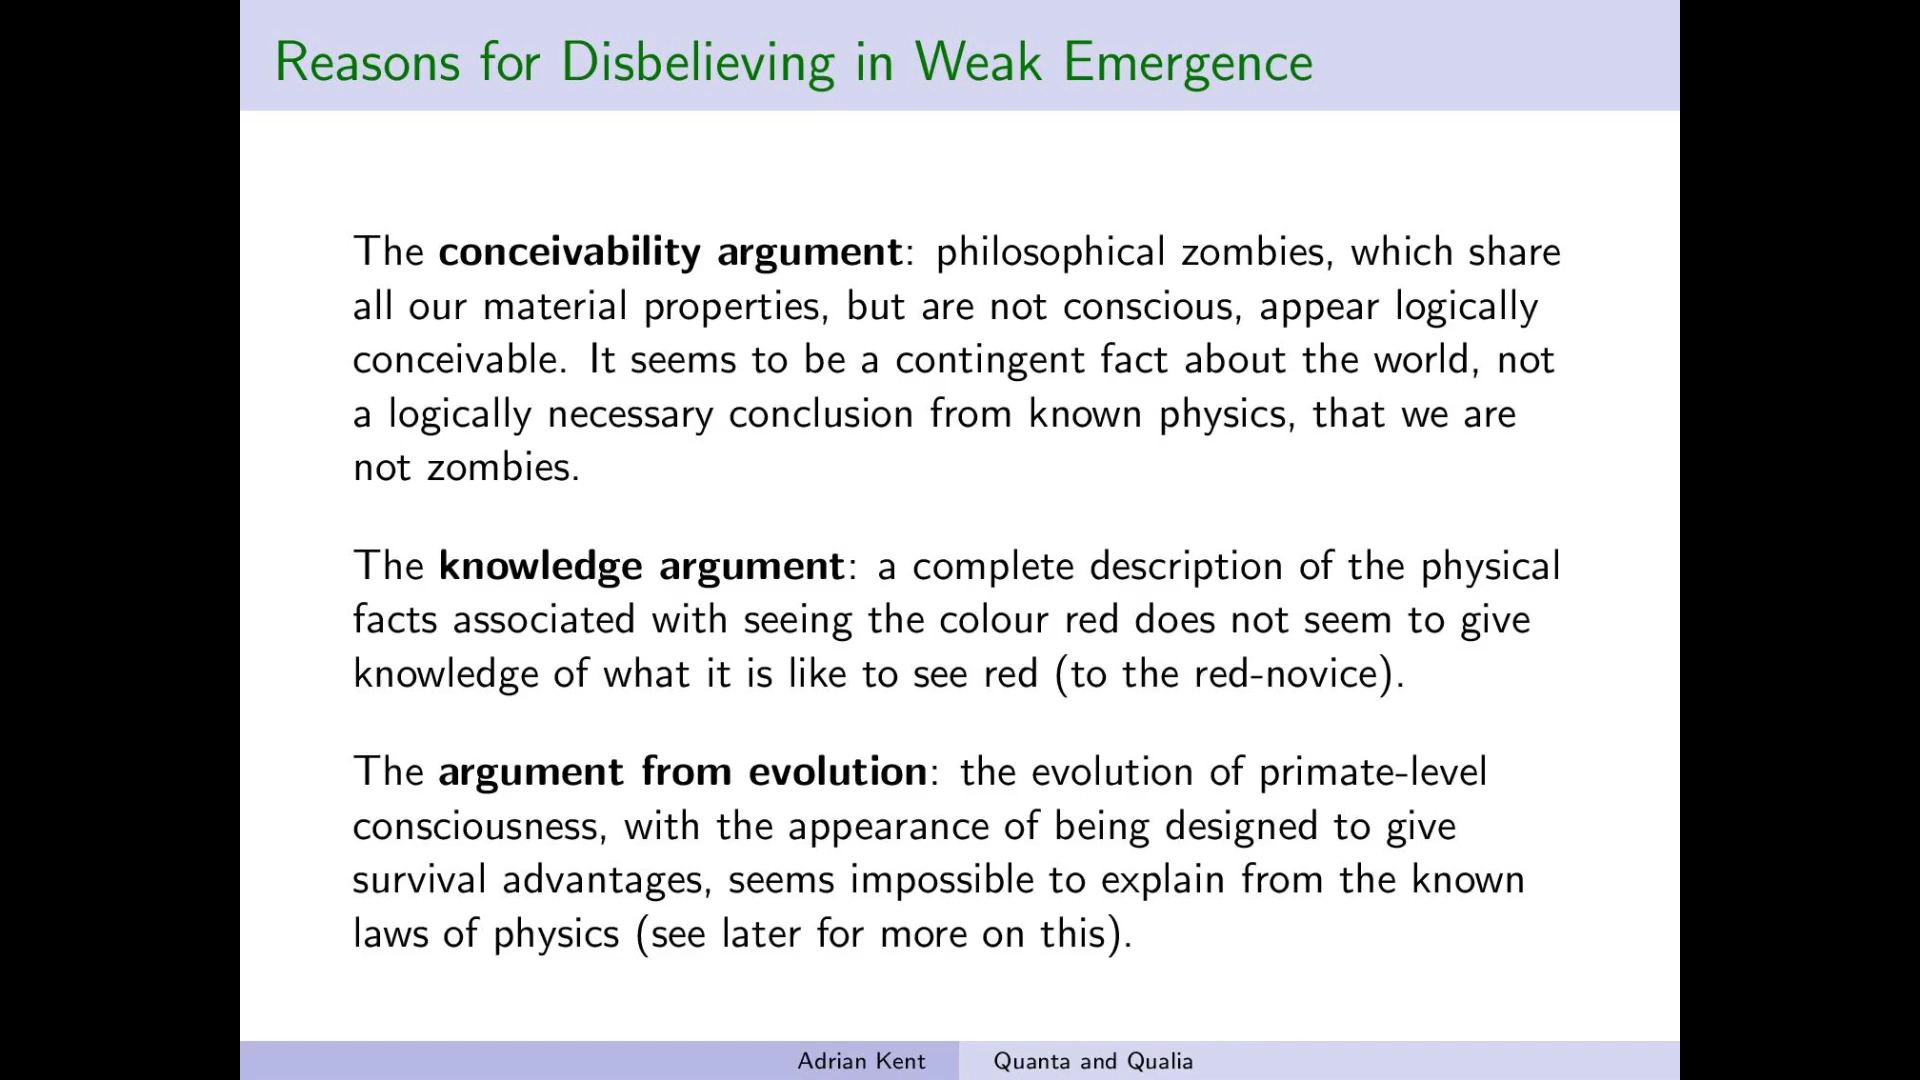 Reasons for Disbelieving in Weak Emergence
The conceivability argument: philosophical zombies, which share
all our material properties, but are not conscious, appear logically
conceivable. It seems to be a contingent fact about the world, not
a logically necessary conclusion from known physics, that we are
not zombies.
The knowledge argument: a complete description of the physical
facts associated with seeing the colour red does not seem to give
knowledge of what it is like to see red (to the red-novice).
The argument from evolution: the evolution of primate-level
consciousness, with the appearance of being designed to give
survival advantages, seems impossible to explain from the known
laws of physics (see later for more on this).
Adrian Kent Quanta and Qualia